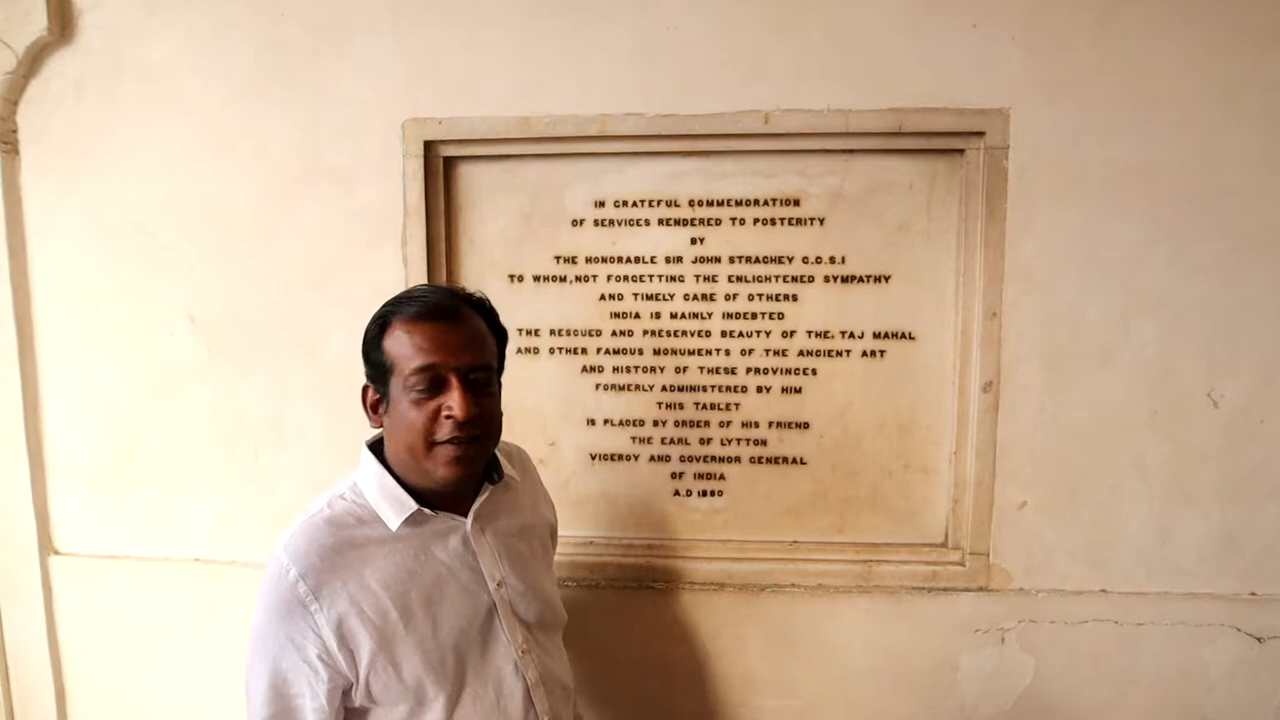 IN GRATEFUL COMMEMORATION
OF SERVICES RENDERED TO POSTERITY
BY
THE HONORABLE SIR JOHN STRACHEY G.C.S.I
TO WHOM, NOT FORGETTING THE ENLIGHTENED SYMPATHY
AND TIMELY CARE OF OTHERS
INDIA IS MAINLY INDEBTED
THE RESCUED AND PRESERVED BEAUTY OF THE TAJ MAHAL
AND OTHER FAMOUS MONUMENTS OF THE ANCIENT ART
AND HISTORY OF THESE PROVINCES
FORMERLY ADMINISTERED BY HIM
THIS TABLET
IS PLACED BY ORDER OF HIS FRIEND
THE EARL OF LYTTON
VICEROY AND GOVERNOR GENERAL
OF INDIA
A.D 1880